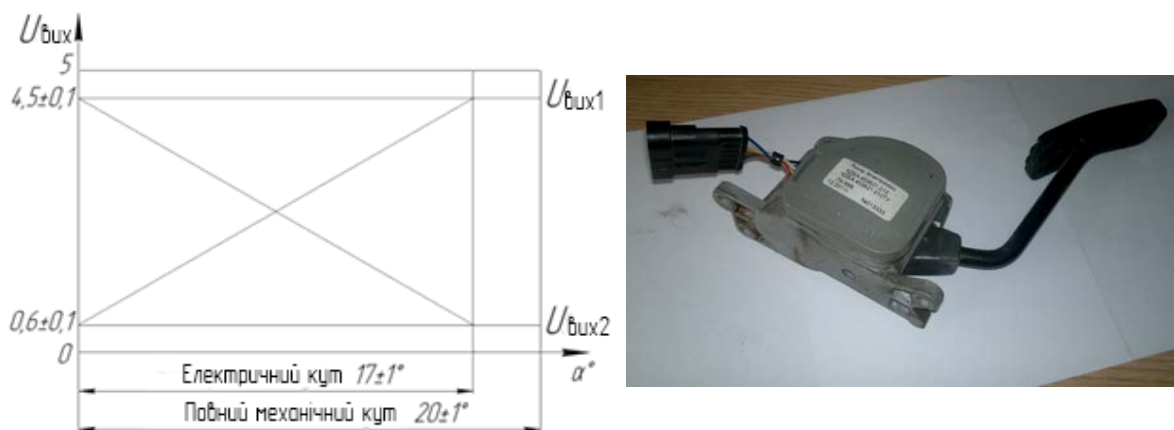 Uвих
5
4,5±0,1
Uвих1
0,6±0,1
Uвих2
0
α°
Електричний кут 17±1°
Повний механічний кут 20±1°